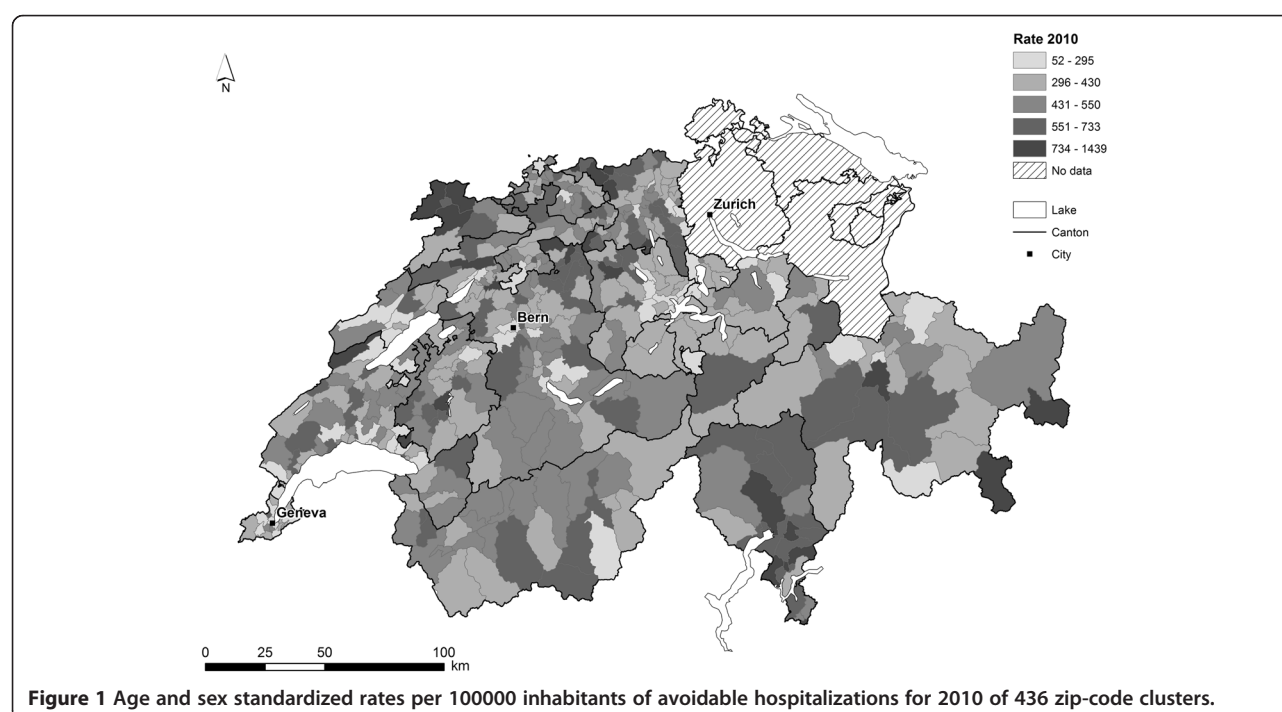 Rate 2010
52 - 295
296 - 430
431 - 550
551 - 733
734 - 1439
No data
Lake
Canton
City
N
Zurich
Bern
Geneva
0 25 50 100
km
Figure 1 Age and sex standardized rates per 100000 inhabitants of avoidable hospitalizations for 2010 of 436 zip-code clusters.